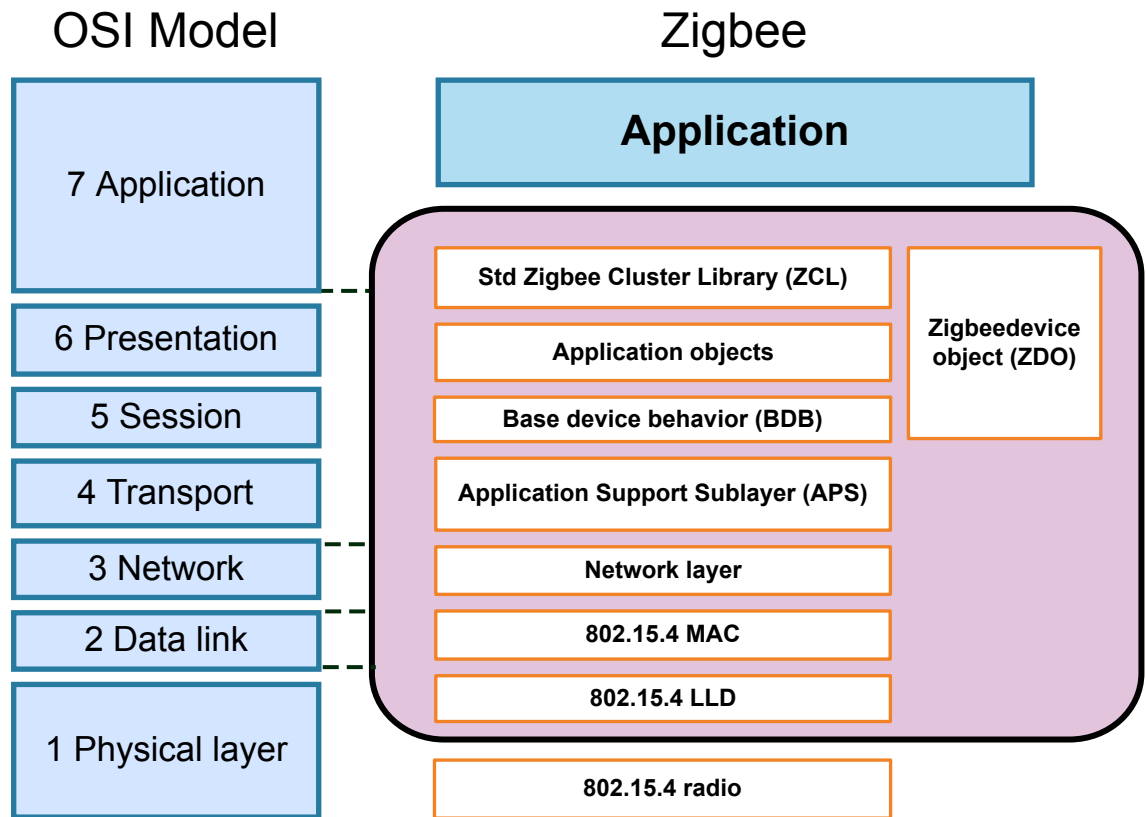 OSI Model
Zigbee
7 Application
6 Presentation
5 Session
4 Transport
3 Network
2 Data link
1 Physical layer
Application
Std Zigbee Cluster Library (ZCL)
Application objects
Base device behavior (BDB)
Application Support Sublayer (APS)
Network layer
802.15.4 MAC
802.15.4 LLD
802.15.4 radio
Zigbeedevice
object (ZDO)